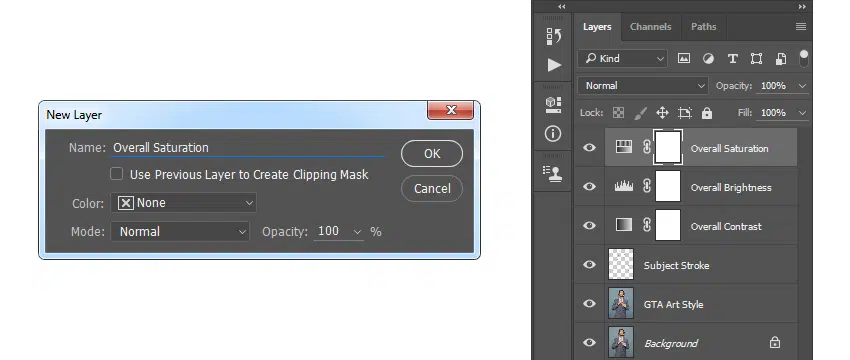 New Layer
Name: Overall Saturation
OK
Use Previous Layer to Create Clipping Mask
Cancel
Color: None
Mode: Normal Opacity: 100 %
Layers Channels Paths
Kind
Normal Opacity: 100%
Lock: Fill: 100%
Overall Saturation
Overall Brightness
Overall Contrast
Subject Stroke
GTA Art Style
Background